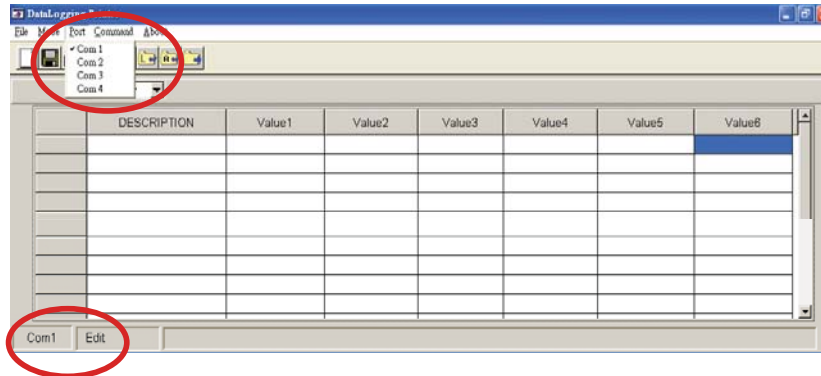 DataLogging
File Port Command
✓Com 1
Com 2
Com 3
Com 4
DESCRIPTION Value1 Value2 Value3 Value4 Value5 Value6
Com1 Edit